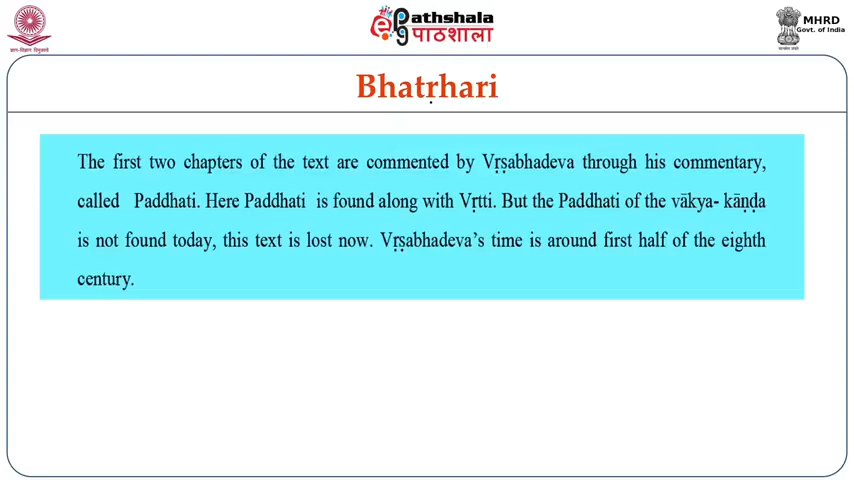 ePathshala
पाठशाला
MHRD
Govt. of India
Bhatṛhari
The first two chapters of the text are commented by Vṛṣabhadeva through his commentary,
called Paddhati. Here Paddhati is found along with Vṛtti. But the Paddhati of the vākya- kāṇḍa
is not found today, this text is lost now. Vṛṣabhadeva’s time is around first half of the eighth
century.